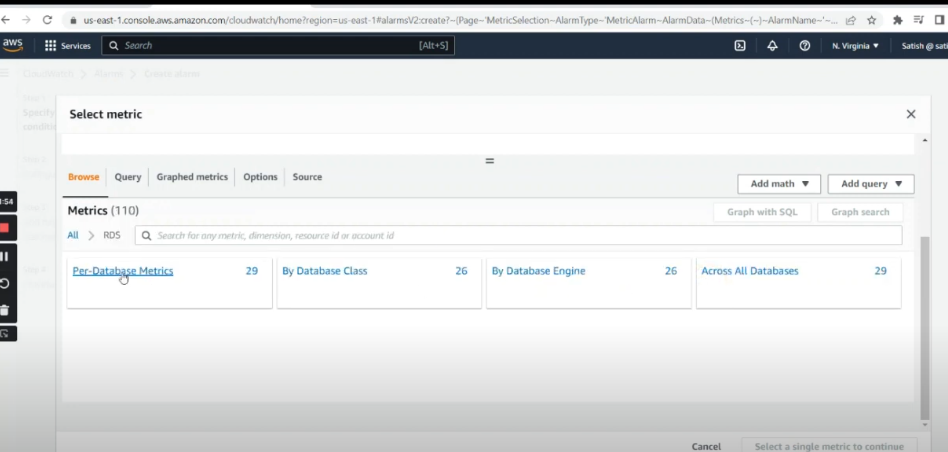 us-east-1.console.aws.amazon.com/cloudwatch/home?region=us-east-1#alarmsV2:create?~(Page~'MetricSelection~AlarmType~'MetricAlarm~AlarmData~(Metrics~(~)~AlarmName~'~...
aws Services Search [Alt+S] N. Virginia ▼ Satish @ sati
CloudWatch > Alarms > Create alarm
Select metric
Browse Query Graphed metrics Options Source
Add math ▼ Add query ▼
Metrics (110)
Graph with SQL Graph search
All > RDS Search for any metric, dimension, resource id or account id
Per-Database Metrics 29 By Database Class 26 By Database Engine 26 Across All Databases 29
Cancel Select a single metric to continue